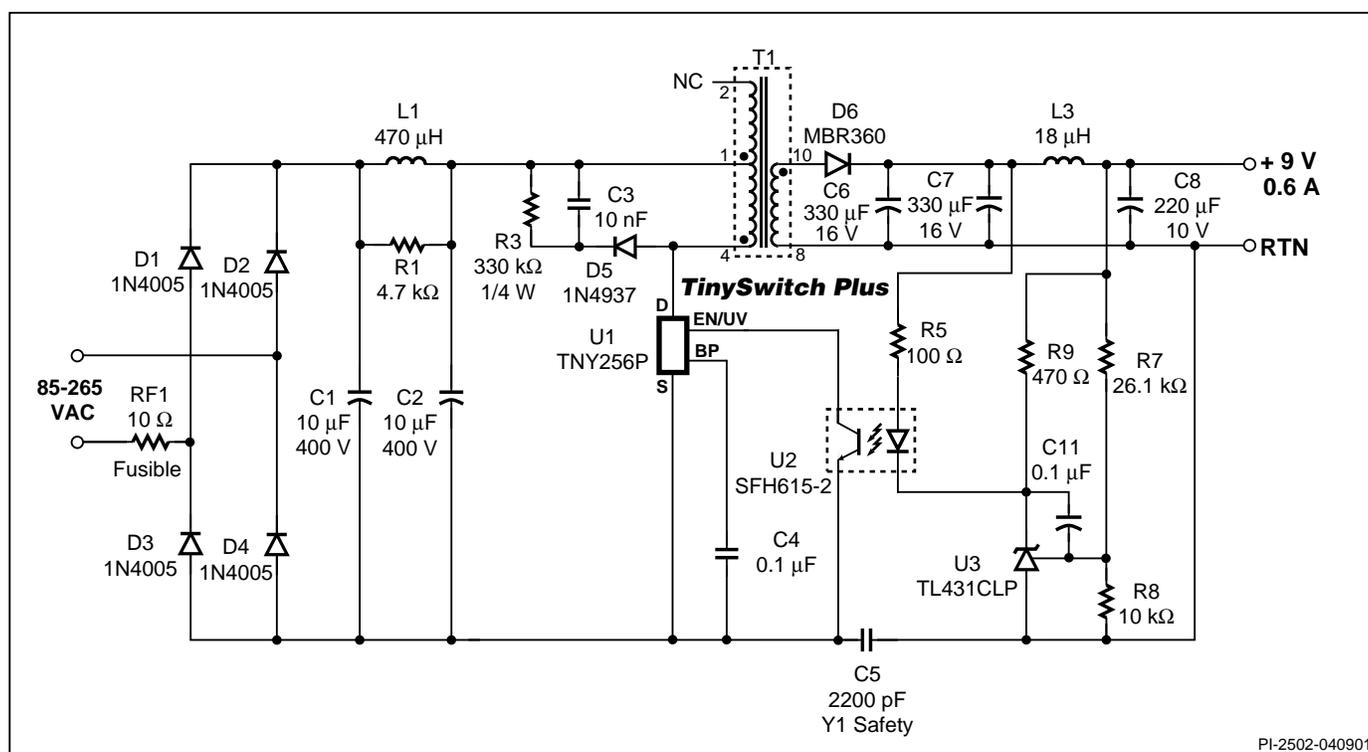 T1
NC
2
L1
470 µH
D6
MBR360
L3
18 µH
1
10
+ 9 V
0.6 A
C3
10 nF
C6
330 µF
16 V
C7
330 µF
16 V
C8
220 µF
10 V
R3
330 kΩ
1/4 W
4
8
RTN
D1
1N4005
D2
1N4005
R1
4.7 kΩ
D5
1N4937
TinySwitch Plus
D
EN/UV
BP
S
U1
TNY256P
R5
100 Ω
R9
470 Ω
R7
26.1 kΩ
85-265
VAC
RF1
10 Ω
Fusible
C1
10 µF
400 V
C2
10 µF
400 V
U2
SFH615-2
C11
0.1 µF
D3
1N4005
D4
1N4005
C4
0.1 µF
U3
TL431CLP
R8
10 kΩ
C5
2200 pF
Y1 Safety
PI-2502-040901